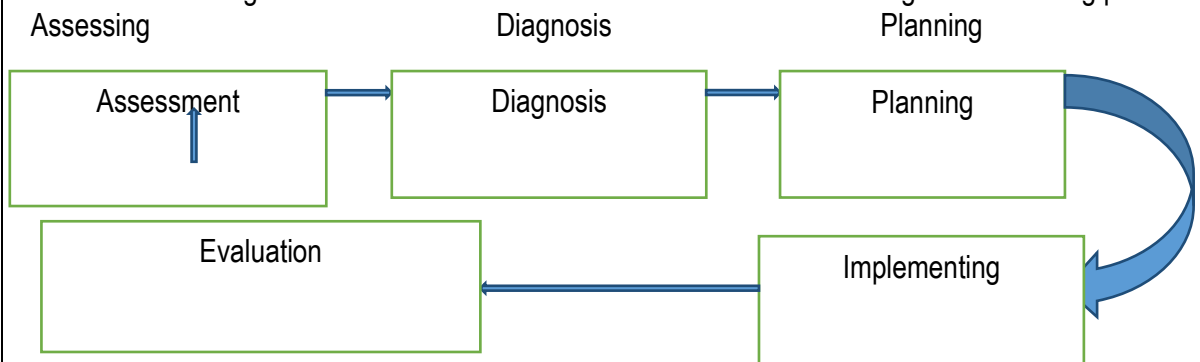 Assessing Diagnosis Planning
Assessment Diagnosis Planning
Evaluation Implementing